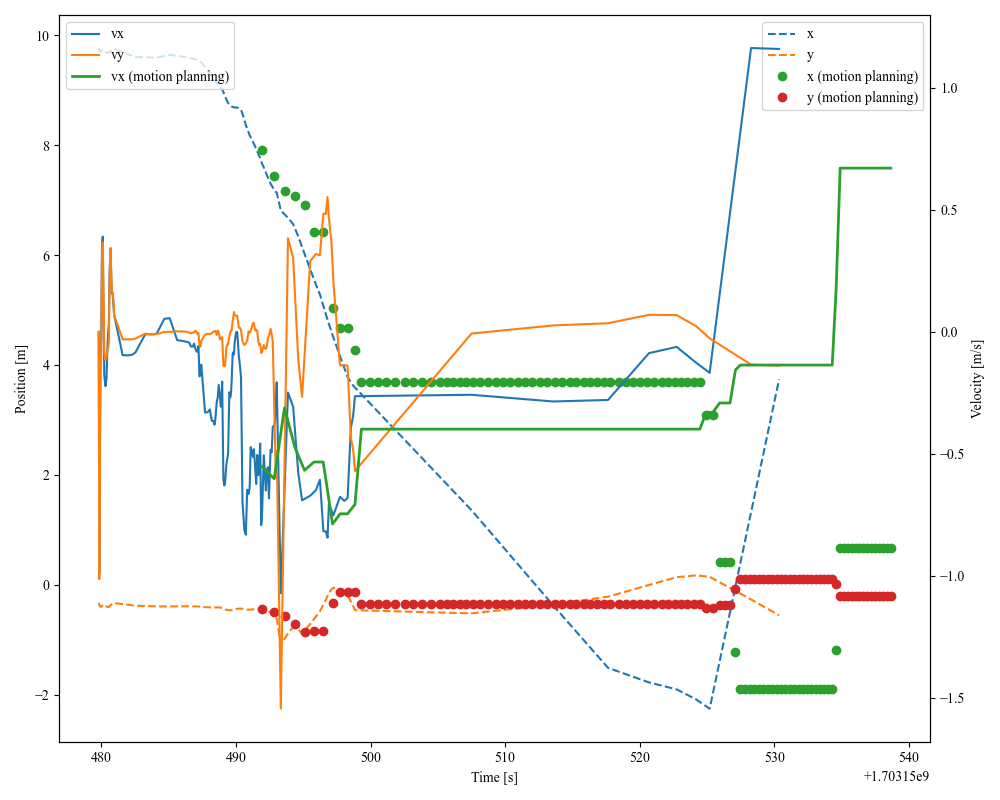 vx
vy
vx (motion planning)
x
y
x (motion planning)
y (motion planning)
10
8
6
4
2
0
−2
Position [m]
1.0
0.5
0.0
−0.5
−1.0
−1.5
Velocity [m/s]
480
490
500
510
520
530
540
Time [s]
+1.70315e9